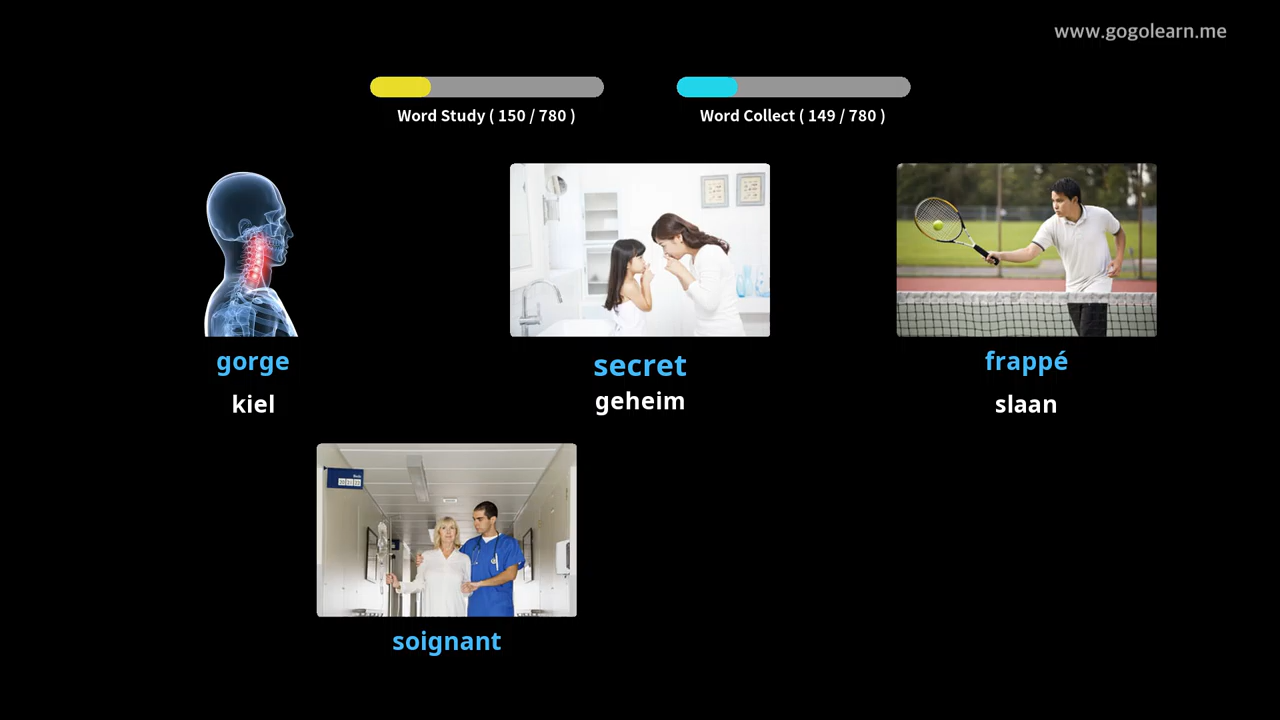 www.gogolearn.me
Word Study ( 150 / 780 )
Word Collect ( 149 / 780 )
gorge
secret
frappé
kiel
geheim
slaan
soignant